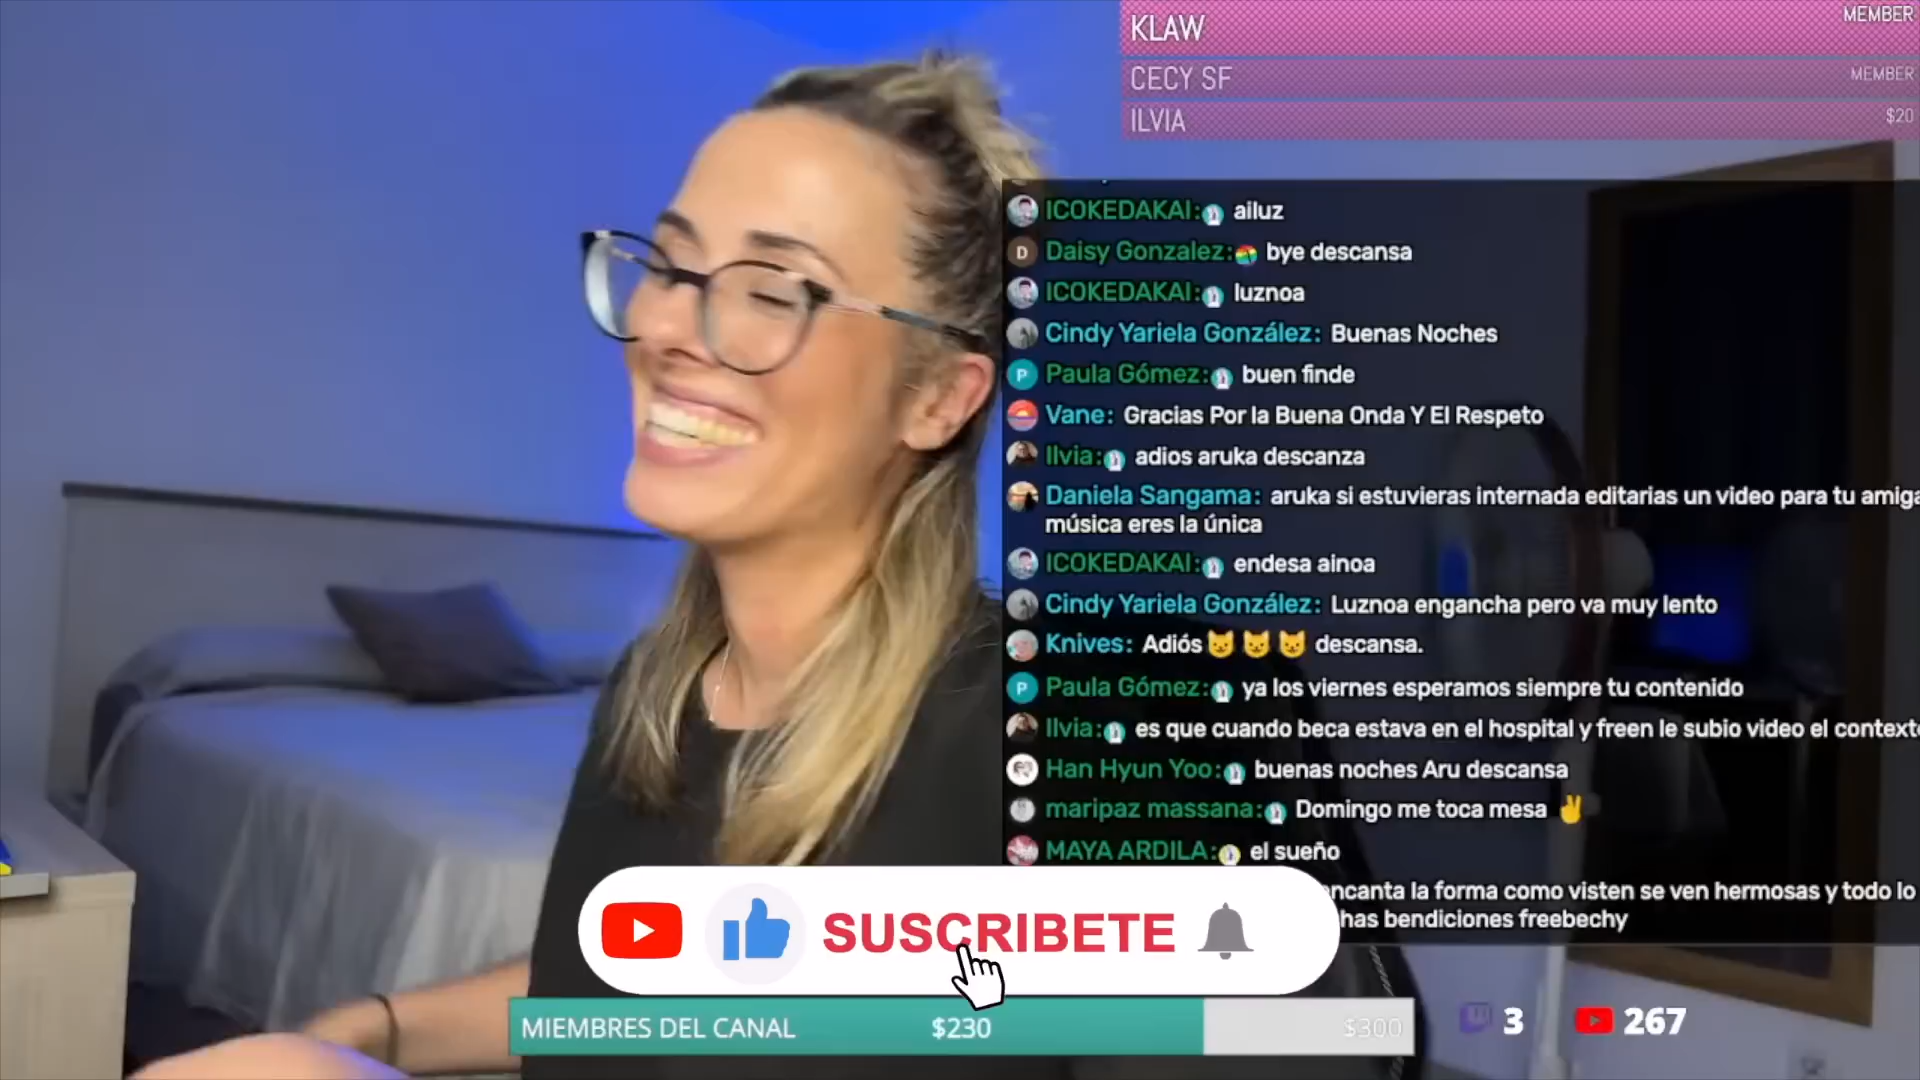 KLAW MEMBER
CECY SF MEMBER
ILVIA $20
ICOKEDAKAI: ailuz
D Daisy Gonzalez: bye descansa
ICOKEDAKAI: luznoa
Cindy Yariela González: Buenas Noches
P Paula Gómez: buen finde
Vane: Gracias Por la Buena Onda Y El Respeto
Ilvia: adios aruka descanza
Daniela Sangama: aruka si estuvieras internada editarias un video para tu amiga
música eres la única
ICOKEDAKAI: endesa ainoa
Cindy Yariela González: Luznoa engancha pero va muy lento
Knives: Adiós😺 😺 😺 descansa.
P Paula Gómez: ya los viernes esperamos siempre tu contenido
Ilvia: es que cuando beca estava en el hospital y freen le subio video el contexto
Han Hyun Yoo: buenas noches Aru descansa
maripaz massana: Domingo me toca mesa ✌
MAYA ARDILA: el sueño
encanta la forma como visten se ven hermosas y todo lo
has bendiciones freebechy
SUSCRIBETE
MIEMBRES DEL CANAL $230 $300
3 267